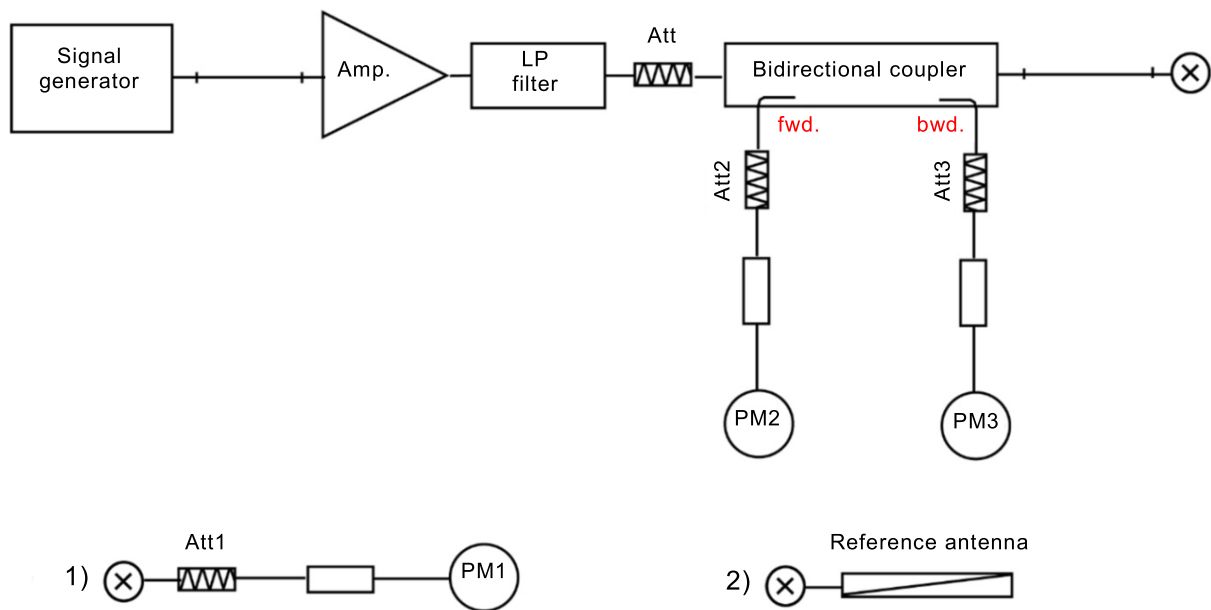 Signal
generator
Amp.
LP
filter
Att
Bidirectional coupler
fwd.
bwd.
Att2
Att3
PM2
PM3
1)
Att1
PM1
2)
Reference antenna